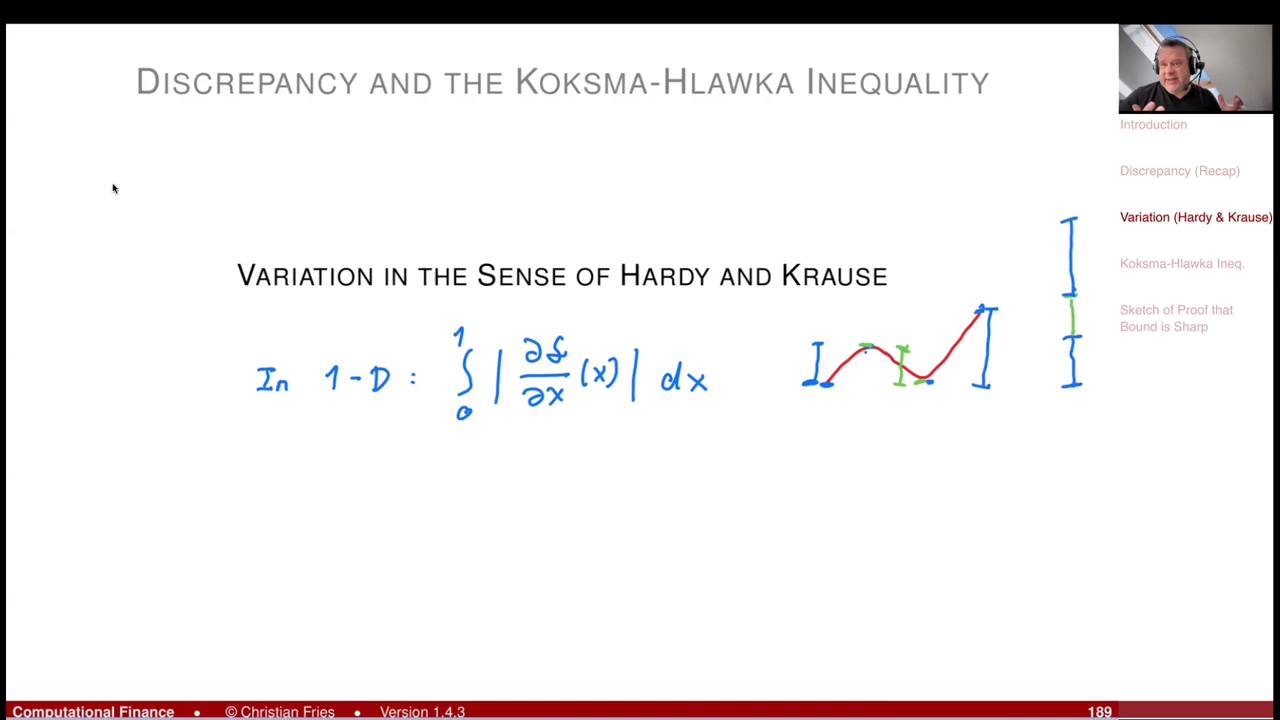 DISCREPANCY AND THE KOKSMA-HLAWKA INEQUALITY
Introduction
Discrepancy (Recap)
Variation (Hardy & Krause)
Koksma-Hlawka Ineq.
Sketch of Proof that
Bound is Sharp
VARIATION IN THE SENSE OF HARDY AND KRAUSE
In 1-D : ∫₀¹ | ∂f/∂x (x) | dx
Computational Finance • © Christian Fries • Version 1.4.3 189